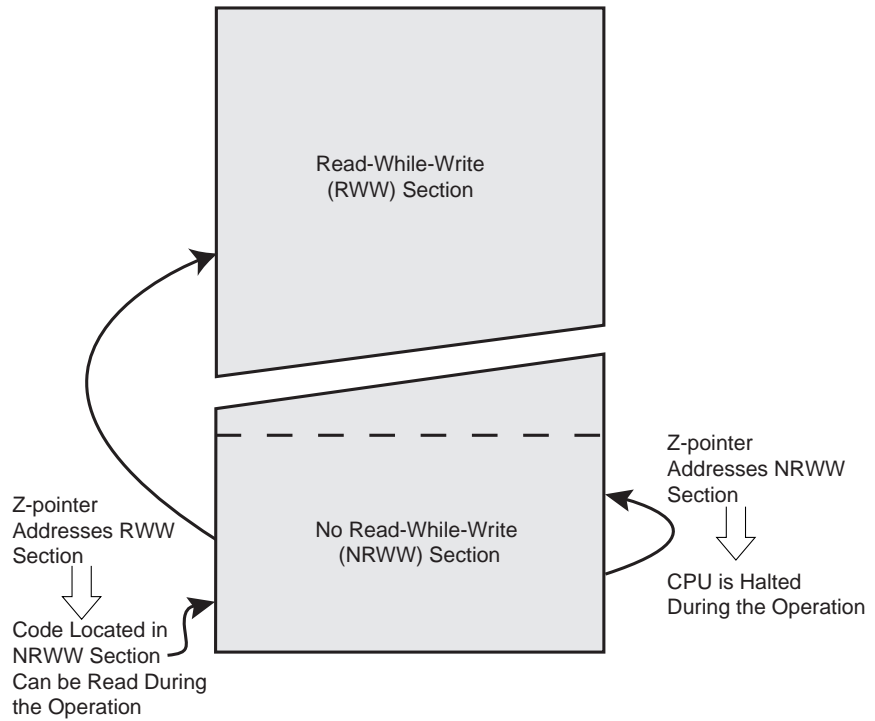 Read-While-Write
(RWW) Section
Z-pointer
Addresses NRWW
Section
CPU is Halted
During the Operation
No Read-While-Write
(NRWW) Section
Z-pointer
Addresses RWW
Section
Code Located in
NRWW Section
Can be Read During
the Operation